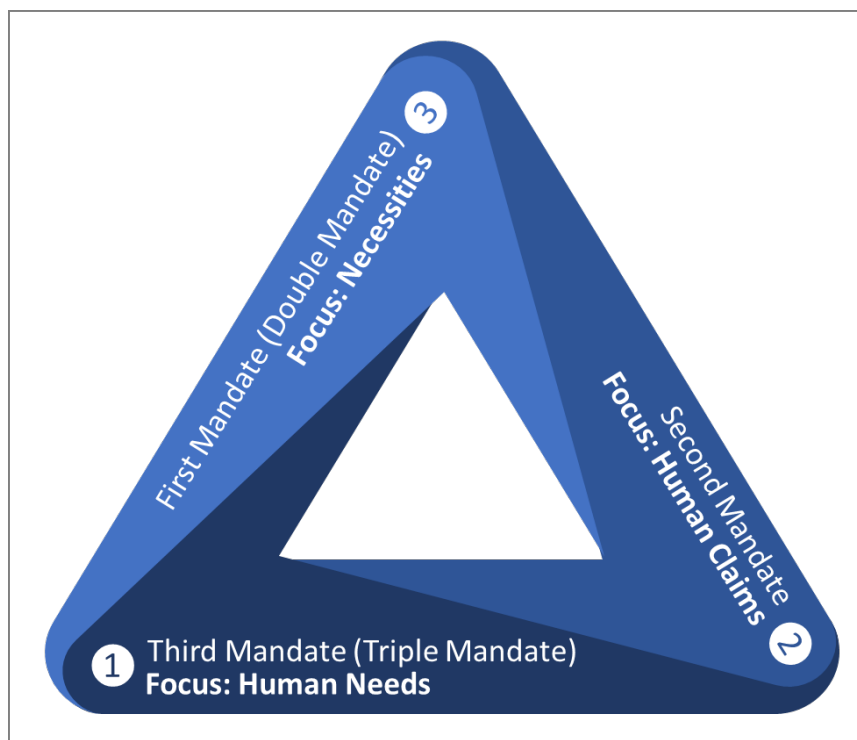 3
First Mandate (Double Mandate)
Focus: Necessities
Second Mandate
Focus: Human Claims
2
1 Third Mandate (Triple Mandate)
Focus: Human Needs